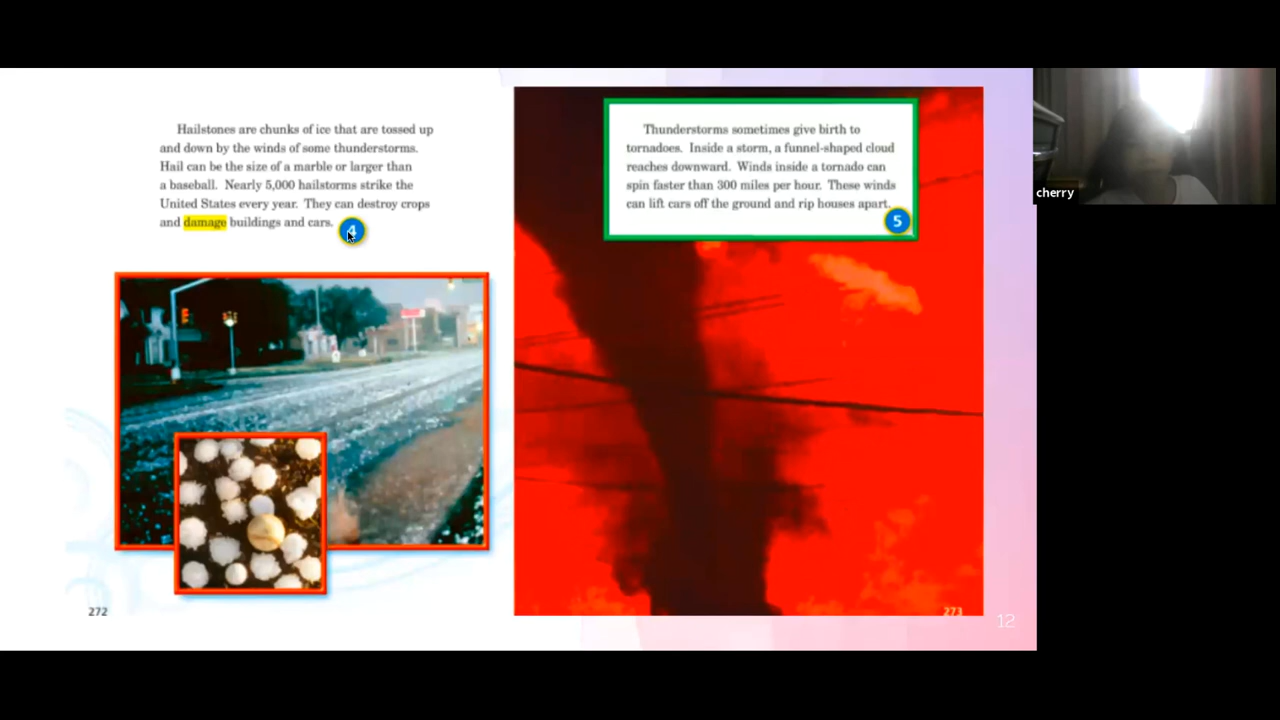 Hailstones are chunks of ice that are tossed up
and down by the winds of some thunderstorms.
Hail can be the size of a marble or larger than
a baseball. Nearly 5,000 hailstorms strike the
United States every year. They can destroy crops
and damage buildings and cars.
4
272
Thunderstorms sometimes give birth to
tornadoes. Inside a storm, a funnel-shaped cloud
reaches downward. Winds inside a tornado can
spin faster than 300 miles per hour. These winds
can lift cars off the ground and rip houses apart.
5
273
12
cherry